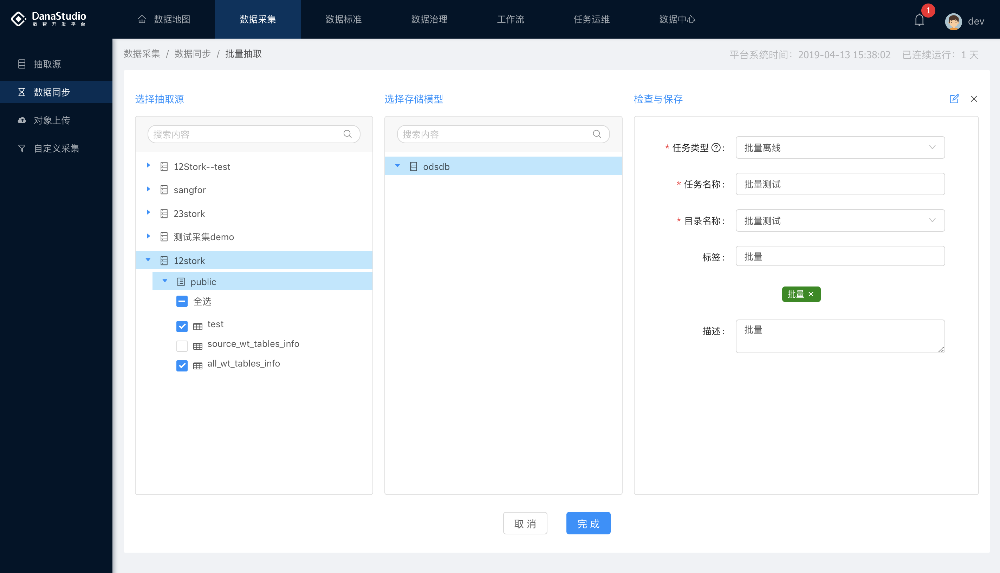 DanaStudio
数智开发平台
数据地图
数据采集
数据标准
数据治理
工作流
任务运维
数据中心
1
dev
抽取源
数据同步
对象上传
自定义采集
数据采集 / 数据同步 / 批量抽取
平台系统时间：2019-04-13 15:38:02 已连续运行：1 天
选择抽取源
搜索内容
12Stork--test
sangfor
23stork
测试采集demo
12stork
public
全选
test
source_wt_tables_info
all_wt_tables_info
选择存储模型
搜索内容
odsdb
检查与保存
* 任务类型?: 批量离线
* 任务名称: 批量测试
* 目录名称: 批量测试
标签: 批量
批量 ×
描述: 批量
取 消
完 成